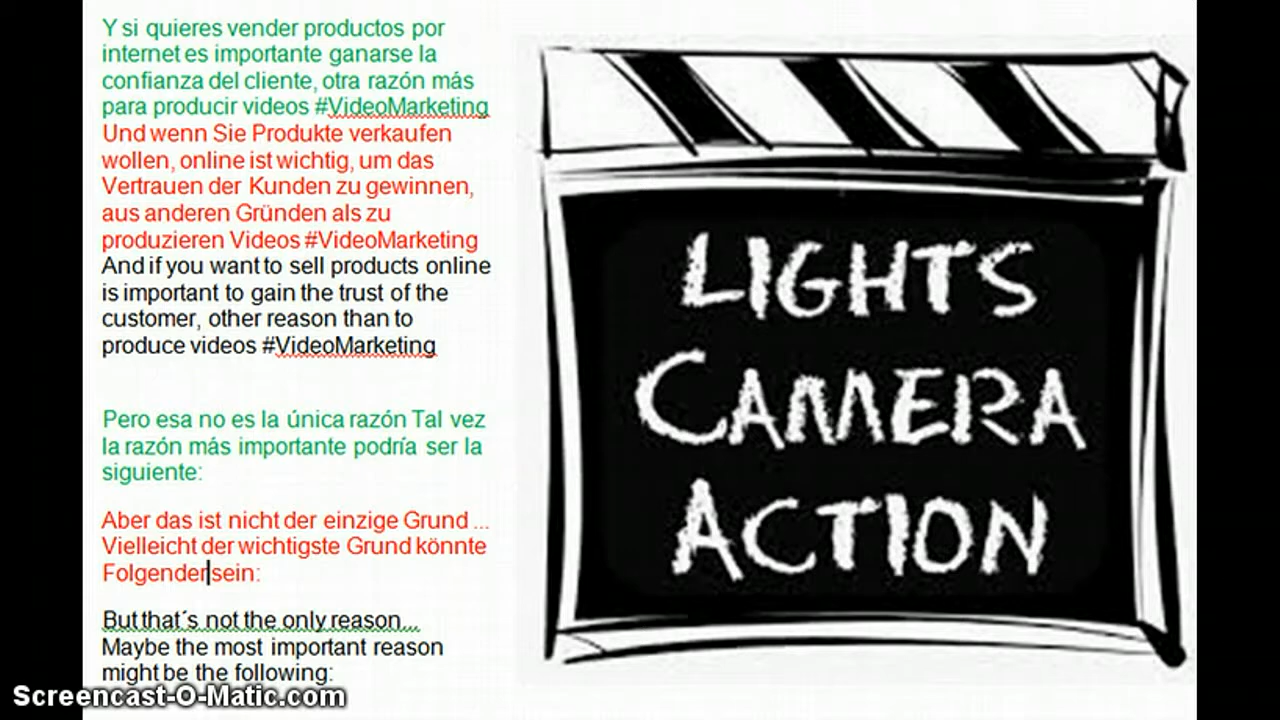 Y si quieres vender productos por
internet es importante ganarse la
confianza del cliente, otra razón más
para producir videos #VideoMarketing
Und wenn Sie Produkte verkaufen
wollen, online ist wichtig, um das
Vertrauen der Kunden zu gewinnen,
aus anderen Gründen als zu
produzieren Videos #VideoMarketing
And if you want to sell products online
is important to gain the trust of the
customer, other reason than to
produce videos #VideoMarketing
Pero esa no es la única razón Tal vez
la razón más importante podría ser la
siguiente:
Aber das ist nicht der einzige Grund ...
Vielleicht der wichtigste Grund könnte
Folgender sein:
But that´s not the only reason...
Maybe the most important reason
might be the following:
LIGHTS
CAMERA
ACTION
Screencast-O-Matic.com